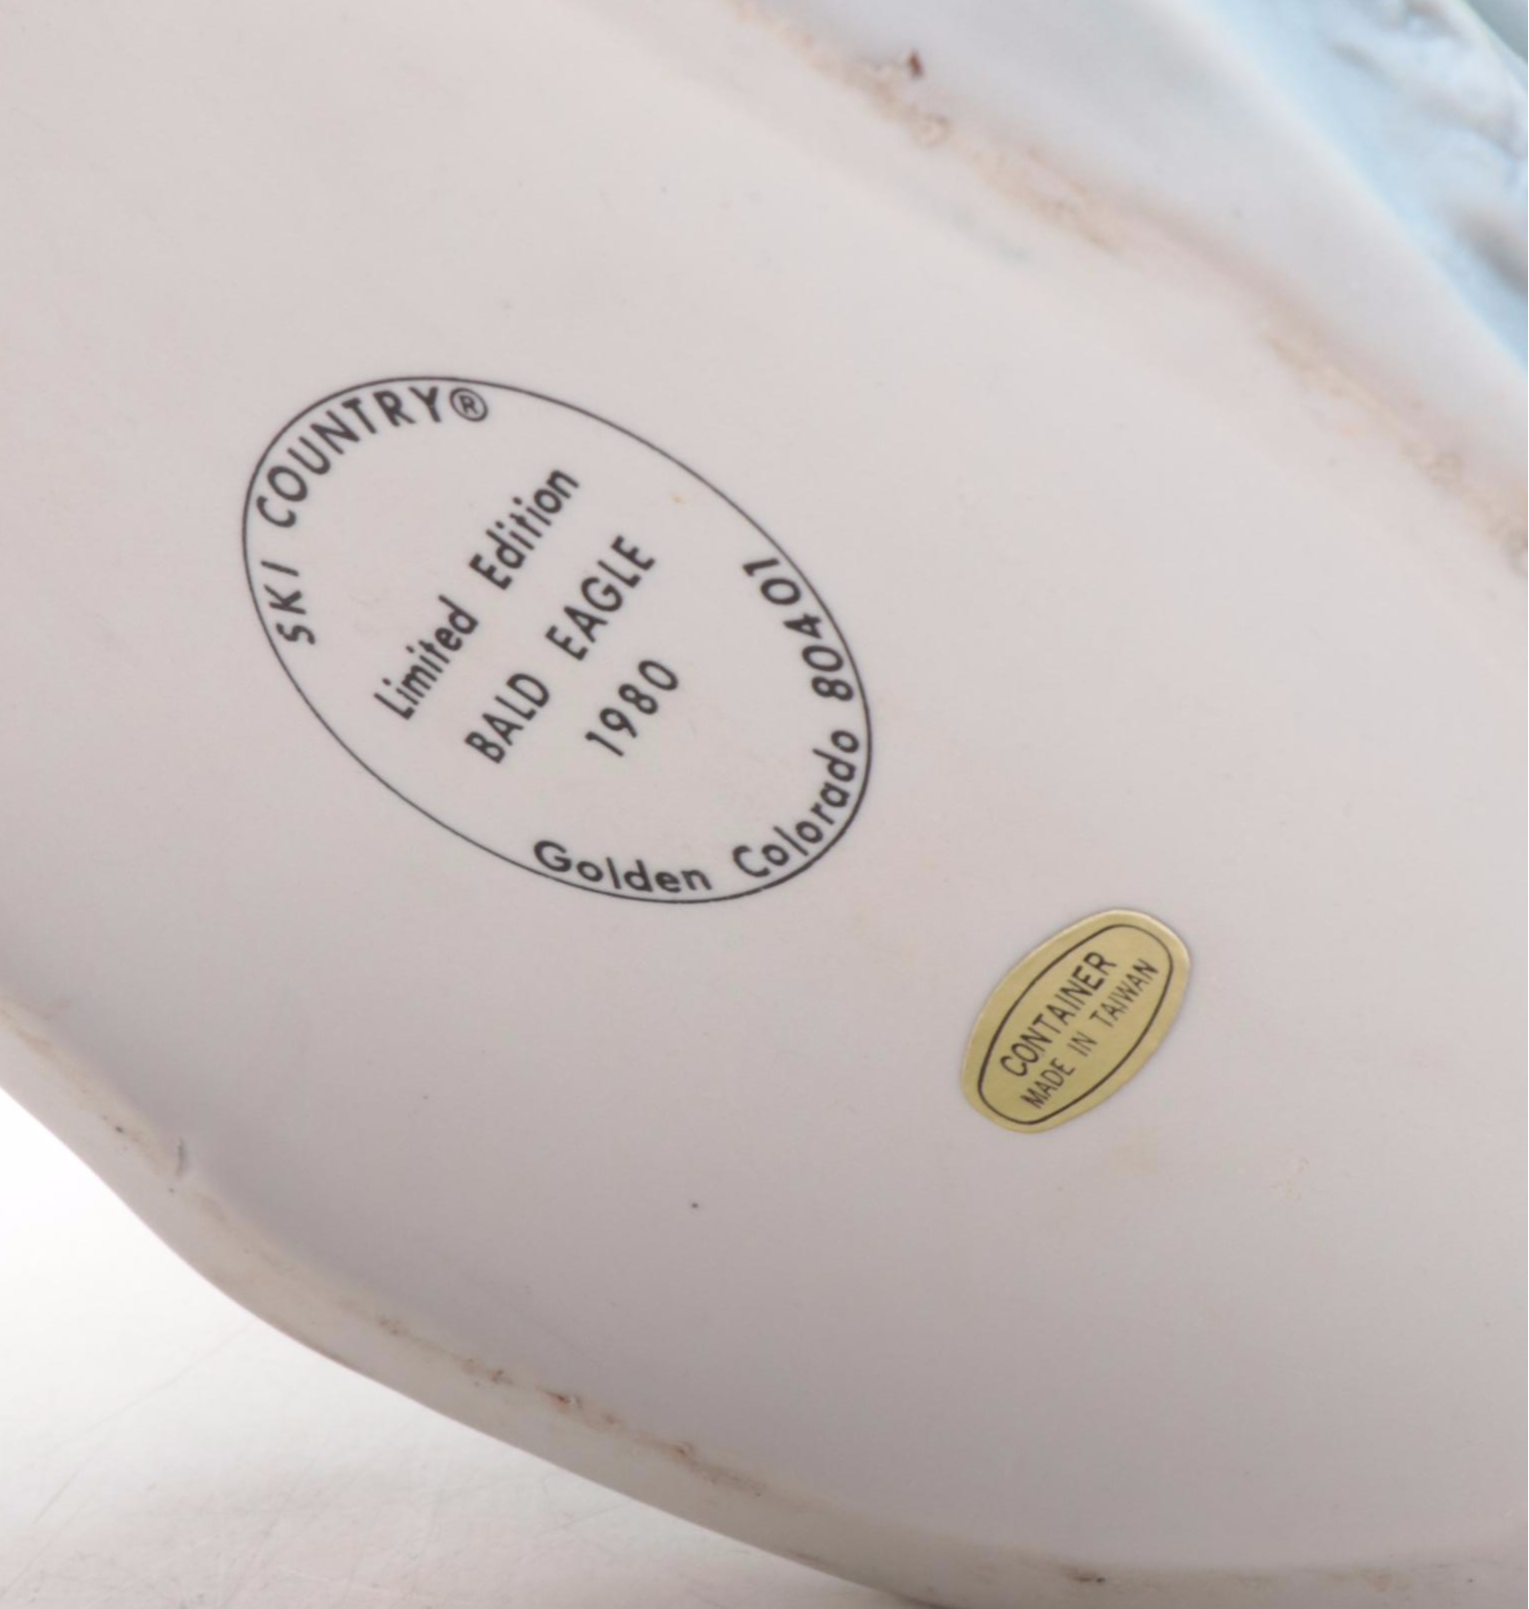 SKI COUNTRY®
Limited Edition
BALD EAGLE
1980
Golden Colorado 80401
CONTAINER
MADE IN TAIWAN